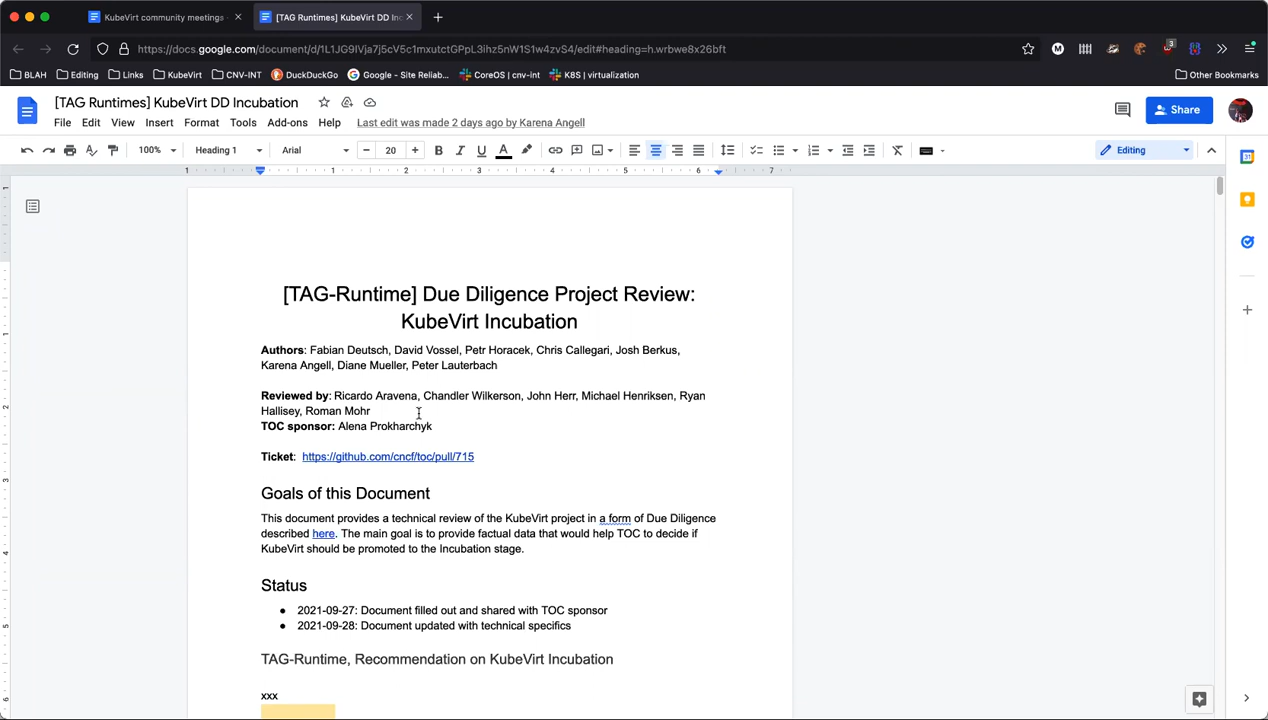 KubeVirt community meetings
[TAG Runtimes] KubeVirt DD Inc
https://docs.google.com/document/d/1L1JG9IVja7j5cV5c1mxutctGPpL3ihz5nW1S1w4zvS4/edit#heading=h.wrbwe8x26bft
BLAH Editing Links KubeVirt CNV-INT DuckDuckGo Google - Site Reliab... CoreOS | cnv-int K8S | virtualization Other Bookmarks
[TAG Runtimes] KubeVirt DD Incubation
Share
File Edit View Insert Format Tools Add-ons Help Last edit was made 2 days ago by Karena Angell
100% Heading 1 Arial 20 Editing
1 1 2 3 4 5 6 7
[TAG-Runtime] Due Diligence Project Review:
KubeVirt Incubation
Authors: Fabian Deutsch, David Vossel, Petr Horacek, Chris Callegari, Josh Berkus,
Karena Angell, Diane Mueller, Peter Lauterbach
Reviewed by: Ricardo Aravena, Chandler Wilkerson, John Herr, Michael Henriksen, Ryan
Hallisey, Roman Mohr
TOC sponsor: Alena Prokharchyk
Ticket: https://github.com/cncf/toc/pull/715
Goals of this Document
This document provides a technical review of the KubeVirt project in a form of Due Diligence
described here. The main goal is to provide factual data that would help TOC to decide if
KubeVirt should be promoted to the Incubation stage.
Status
● 2021-09-27: Document filled out and shared with TOC sponsor
● 2021-09-28: Document updated with technical specifics
TAG-Runtime, Recommendation on KubeVirt Incubation
xxx